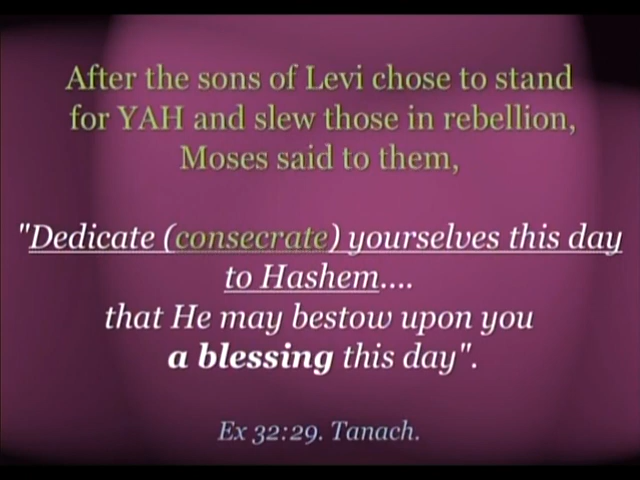 After the sons of Levi chose to stand
for YAH and slew those in rebellion,
Moses said to them,
"Dedicate (consecrate) yourselves this day
to Hashem....
that He may bestow upon you
a blessing this day".
Ex 32:29. Tanach.